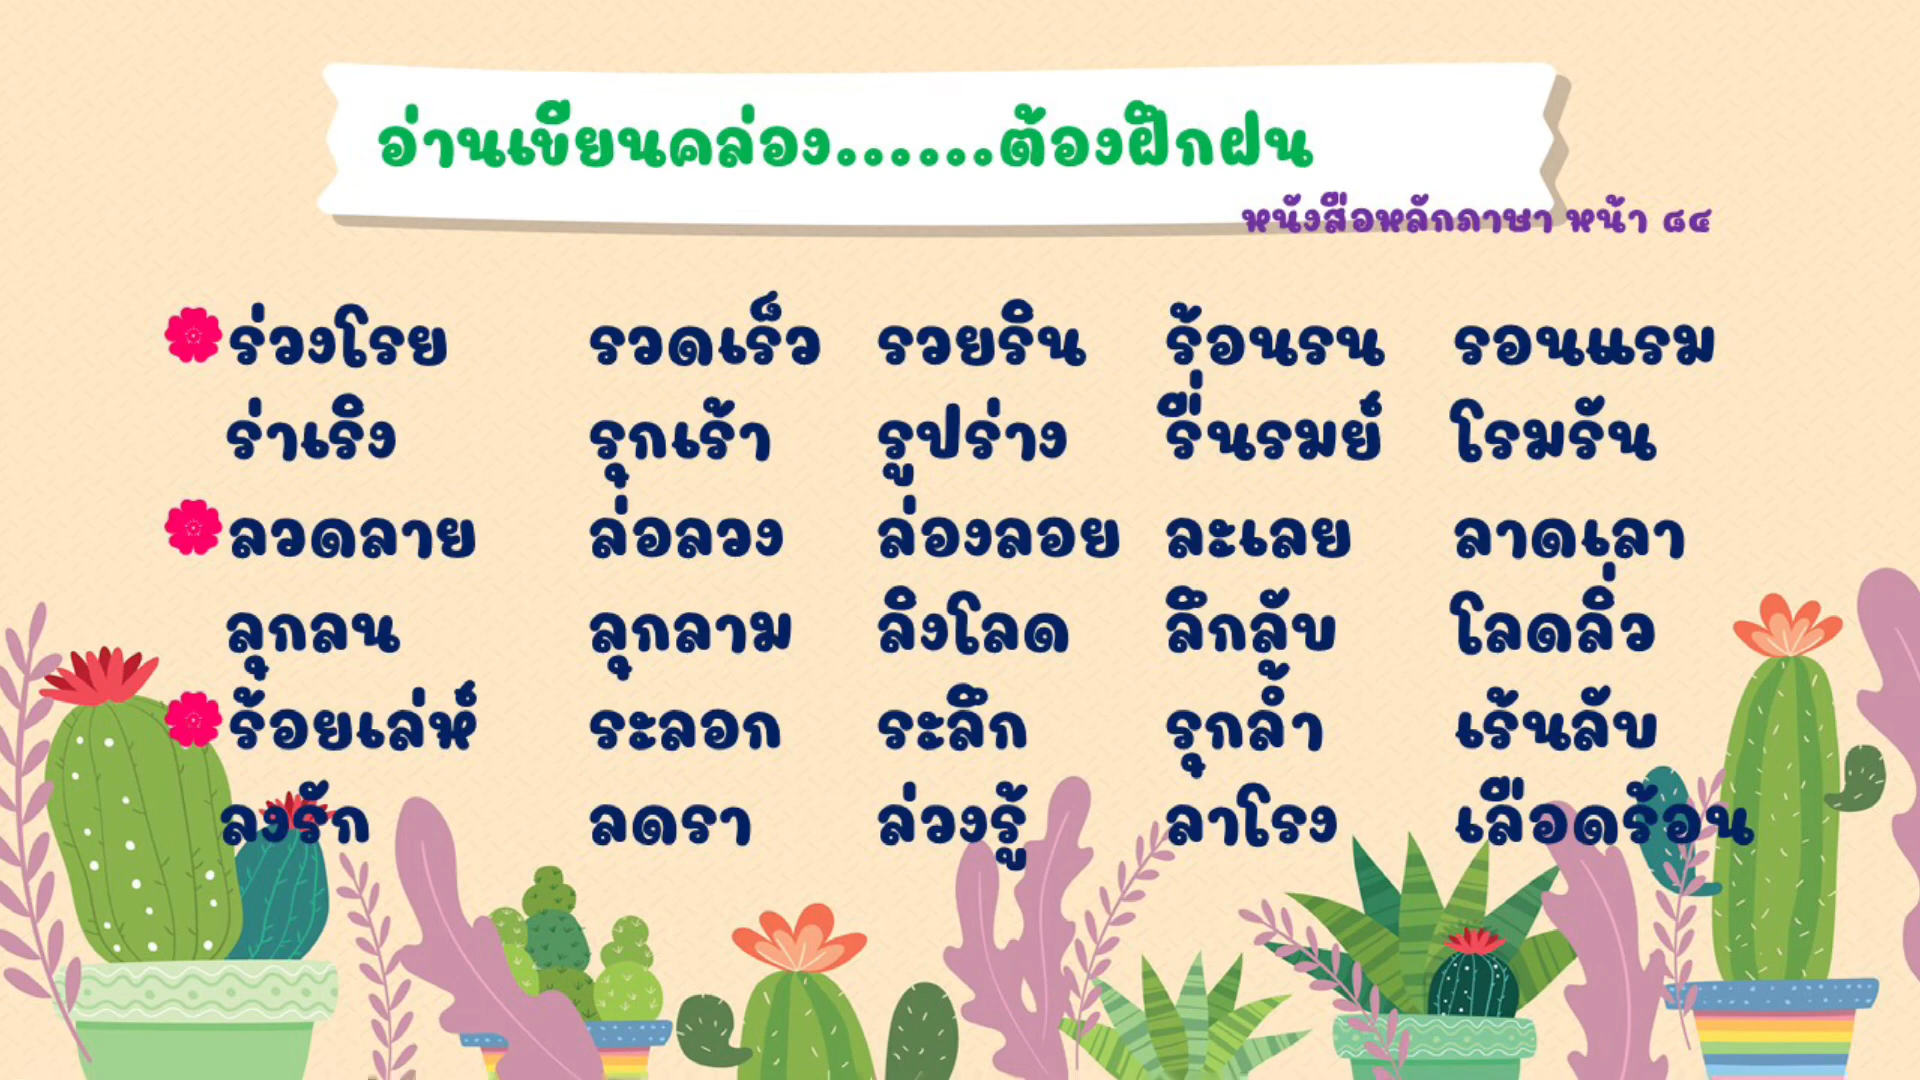 อ่านเขียนคล่อง......ต้องฝึกฝน
หนังสือหลักภาษา หน้า ๘๔
ร่วงโรย รวดเร็ว รวยริน ร้อนรน รอนแรม
ร่าเริง รุกเร้า รูปร่าง รื่นรมย์ โรมรัน
ลวดลาย ล่อลวง ล่องลอย ละเลย ลาดเลา
ลุกลน ลุกลาม ลิงโลด ลึกลับ โลดลิ่ว
ร้อยเล่ห์ ระลอก ระลึก รุกล้ำ เร้นลับ
ลงรัก ลดรา ล่วงรู้ ลาโรง เลือดร้อน